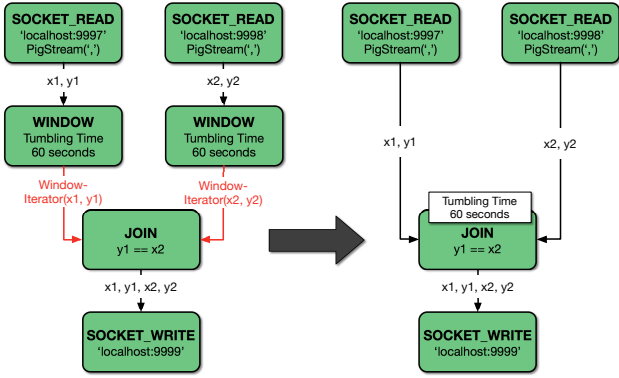 SOCKET_READ
‘localhost:9997’
PigStream(‘,’)
SOCKET_READ
‘localhost:9998’
PigStream(‘,’)
x1, y1
x2, y2
WINDOW
Tumbling Time
60 seconds
WINDOW
Tumbling Time
60 seconds
Window-
Iterator(x1, y1)
Window-
Iterator(x2, y2)
JOIN
y1 == x2
x1, y1, x2, y2
SOCKET_WRITE
‘localhost:9999’
SOCKET_READ
‘localhost:9997’
PigStream(‘,’)
SOCKET_READ
‘localhost:9998’
PigStream(‘,’)
x1, y1
x2, y2
Tumbling Time
60 seconds
JOIN
y1 == x2
x1, y1, x2, y2
SOCKET_WRITE
‘localhost:9999’